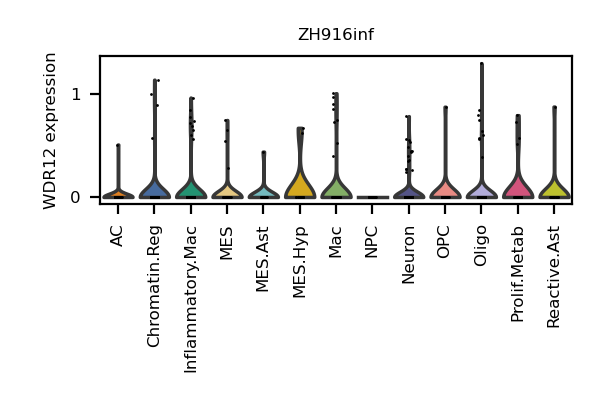 ZH916inf
WDR12 expression
1
0
AC
Chromatin.Reg
Inflammatory.Mac
MES
MES.Ast
MES.Hyp
Mac
NPC
Neuron
OPC
Oligo
Prolif.Metab
Reactive.Ast